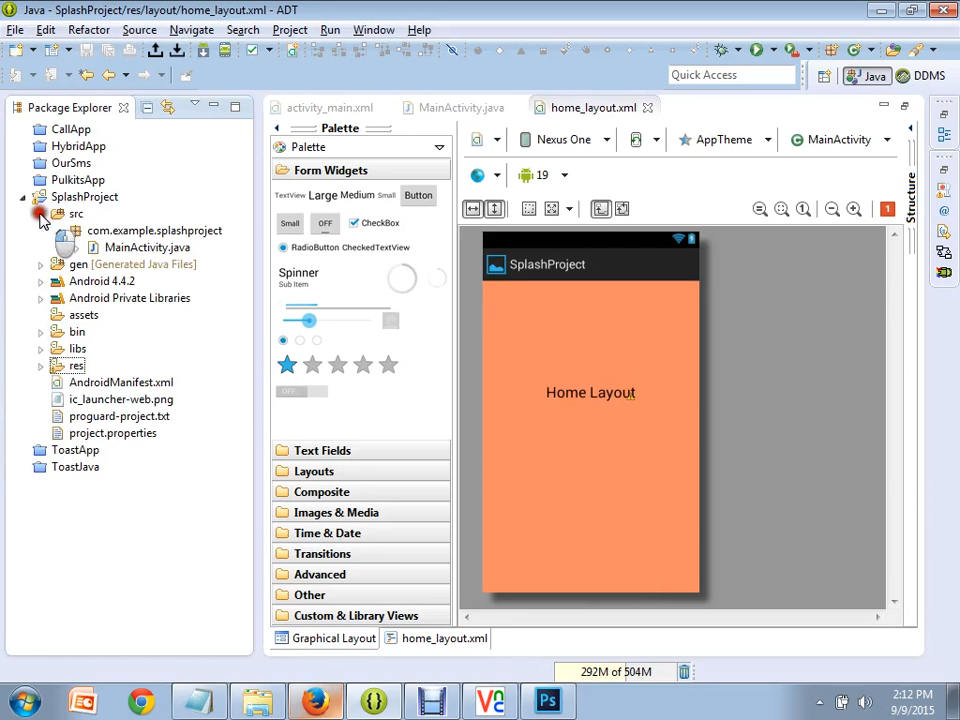 Java - SplashProject/res/layout/home_layout.xml - ADT
File Edit Refactor Source Navigate Search Project Run Window Help
Quick Access
Java
DDMS
Package Explorer
activity_main.xml
MainActivity.java
home_layout.xml
CallApp
HybridApp
OurSms
PulkitsApp
SplashProject
src
com.example.splashproject
MainActivity.java
gen [Generated Java Files]
Android 4.4.2
Android Private Libraries
assets
bin
libs
res
AndroidManifest.xml
ic_launcher-web.png
proguard-project.txt
project.properties
ToastApp
ToastJava
Palette
Palette
Form Widgets
TextView Large Medium Small Button
Small OFF CheckBox
RadioButton CheckedTextView
Spinner
Sub Item
OFF
Text Fields
Layouts
Composite
Images & Media
Time & Date
Transitions
Advanced
Other
Custom & Library Views
Graphical Layout
home_layout.xml
Nexus One
AppTheme
MainActivity
19
1
SplashProject
Home Layout
Structure
292M of 504M
2:12 PM
9/9/2015